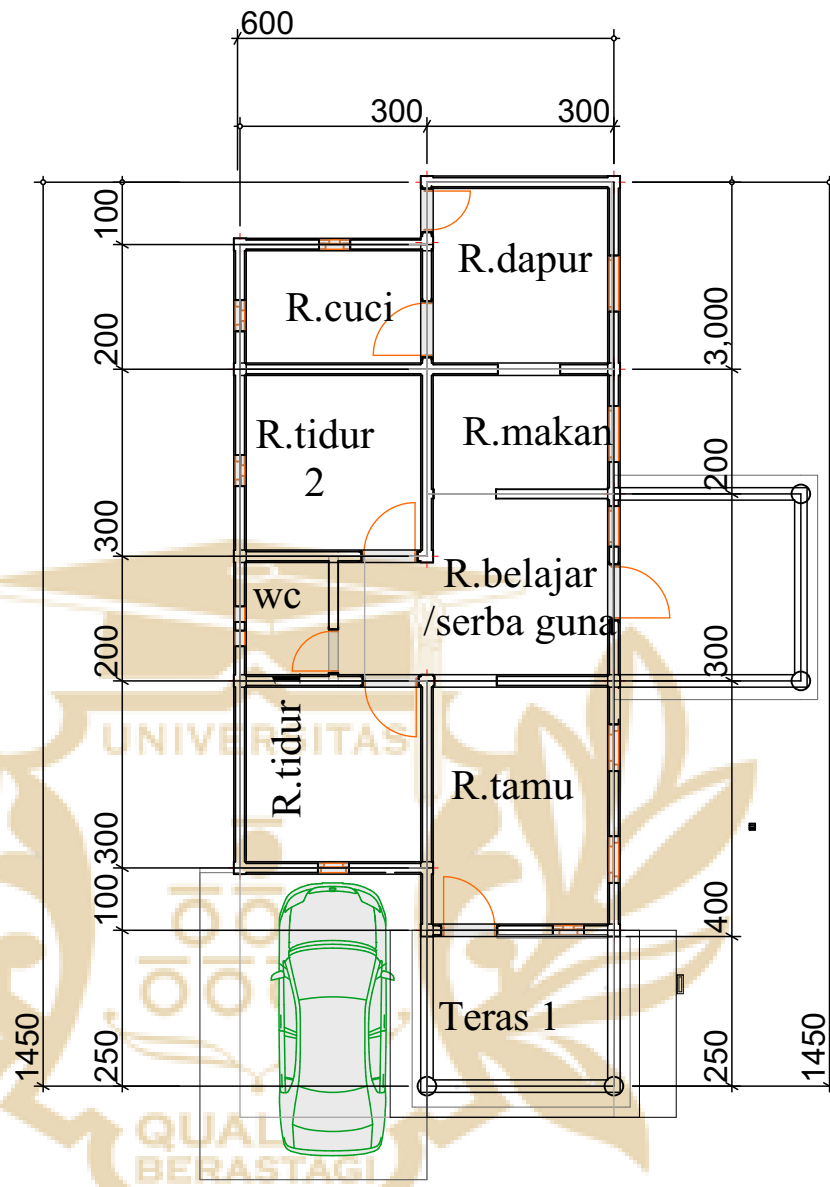 600
300
300
100
R.dapur
R.cuci
200
3,000
R.tidur
2
R.makan
200
300
wc
R.belajar
/serba guna
200
300
UNIVERSITAS
R.tidur
R.tamu
300
100
400
Teras 1
1450
250
250
1450
QUAL
BERASTAGI